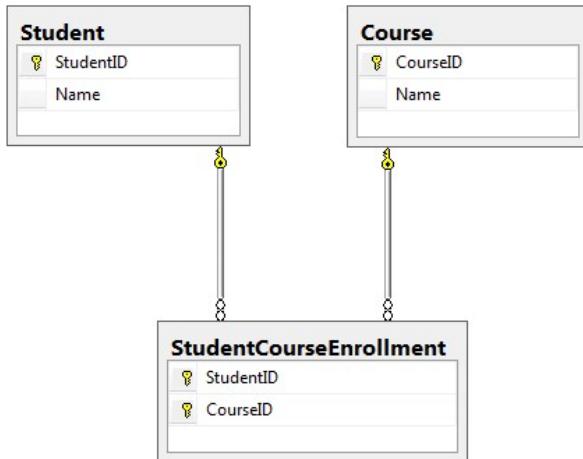 Student
StudentID
Name
Course
CourseID
Name
StudentCourseEnrollment
StudentID
CourseID